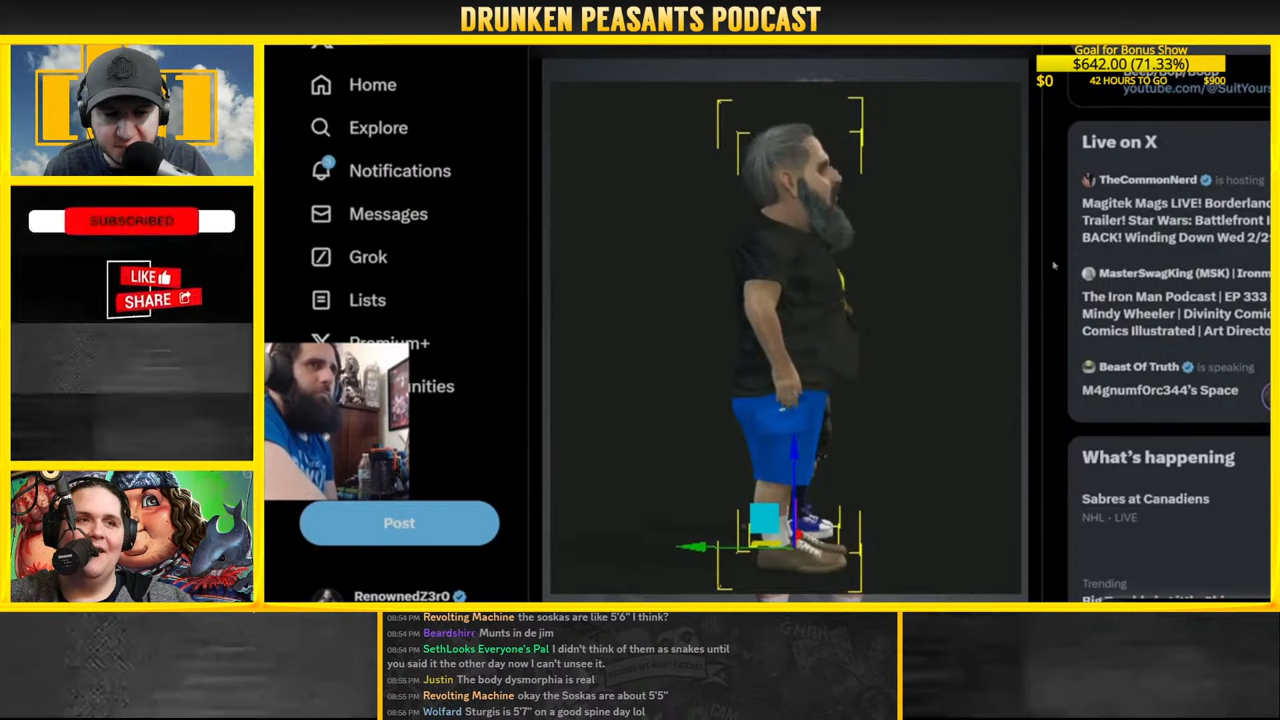 DRUNKEN PEASANTS PODCAST
Goal for Bonus Show
$642.00 (71.33%)
$0
42 HOURS TO GO
$900
youtube.com/@SuitYours
SUBSCRIBED
LIKE
SHARE
Home
Explore
Notifications
Messages
Grok
Lists
Premium+
unities
Post
RenownedZ3r0
Live on X
TheCommonNerd is hosting
Magitek Mags LIVE! Borderland
Trailer! Star Wars: Battlefront I
BACK! Winding Down Wed 2/2
MasterSwagKing (MSK) | Ironm
The Iron Man Podcast | EP 333
Mindy Wheeler | Divinity Comic
Comics Illustrated | Art Directo
Beast Of Truth is speaking
M4gnumf0rc344's Space
What's happening
Sabres at Canadiens
NHL - LIVE
Trending
08:54 PM Revolting Machine the soskas are like 5'6" I think?
08:54 PM Beardshire Munts in de jim
08:54 PM SethLooks Everyone's Pal I didn't think of them as snakes until
you said it the other day now I can't unsee it.
08:55 PM Justin The body dysmorphia is real
08:55 PM Revolting Machine okay the Soskas are about 5'5"
08:56 PM Wolfard Sturgis is 5'7" on a good spine day lol